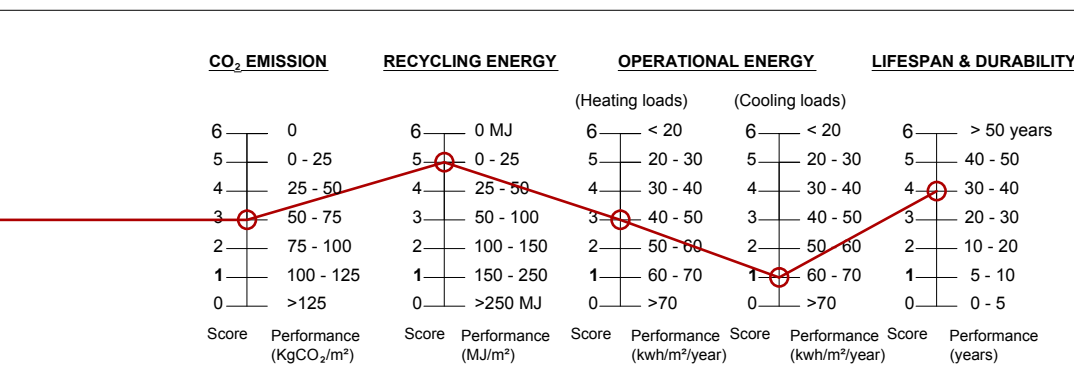 CO₂ EMISSION RECYCLING ENERGY OPERATIONAL ENERGY LIFESPAN & DURABILITY
(Heating loads) (Cooling loads)
6 0 6 0 MJ 6 < 20 6 < 20 6 > 50 years
5 0 - 25 5 0 - 25 5 20 - 30 5 20 - 30 5 40 - 50
4 25 - 50 4 25 - 50 4 30 - 40 4 30 - 40 4 30 - 40
3 50 - 75 3 50 - 100 3 40 - 50 3 40 - 50 3 20 - 30
2 75 - 100 2 100 - 150 2 50 - 60 2 50 - 60 2 10 - 20
1 100 - 125 1 150 - 250 1 60 - 70 1 60 - 70 1 5 - 10
0 >125 0 >250 MJ 0 >70 0 >70 0 0 - 5
Score Performance Score Performance Score Performance Score Performance Score Performance
(KgCO₂/m²) (MJ/m²) (kwh/m²/year) (kwh/m²/year) (years)